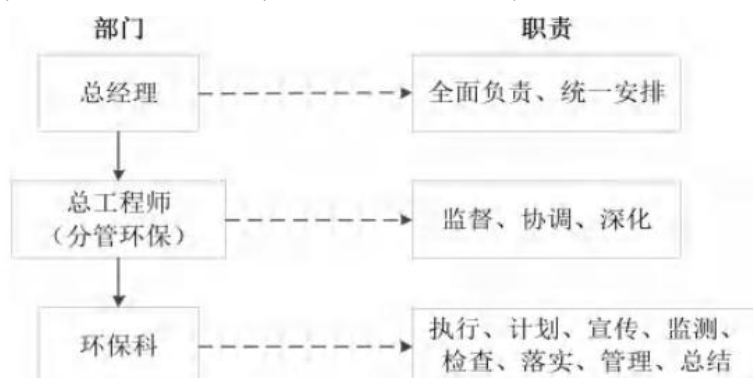 部门 职责
总经理 全面负责、统一安排
总工程师
（分管环保）
监督、协调、深化
环保科
执行、计划、宣传、监测、
检查、落实、管理、总结